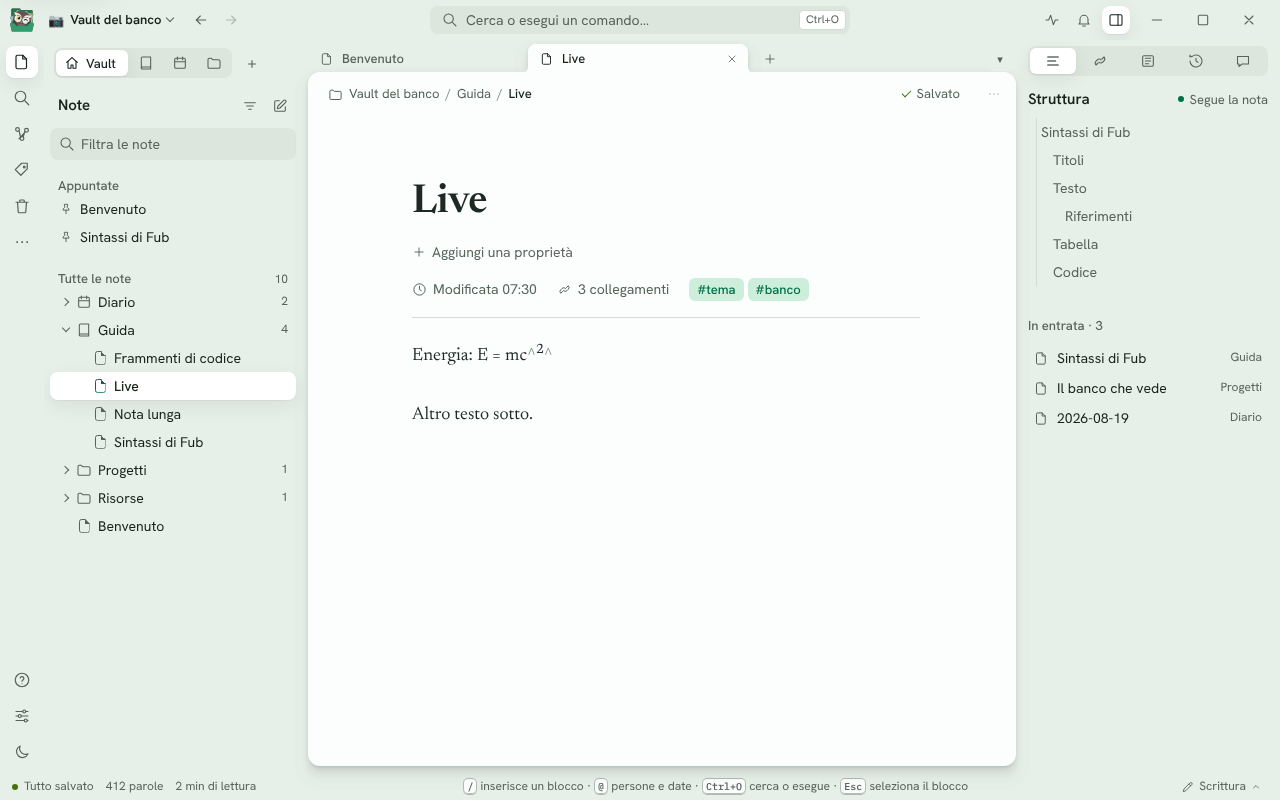 Vault del banco
Cerca o esegui un comando…
Ctrl+O
Vault
Benvenuto
Live
Note
Filtra le note
Appuntate
Benvenuto
Sintassi di Fub
Tutte le note 10
Diario 2
Guida 4
Frammenti di codice
Live
Nota lunga
Sintassi di Fub
Progetti 1
Risorse 1
Benvenuto
Vault del banco / Guida / Live
Salvato
Live
Aggiungi una proprietà
Modificata 07:30
3 collegamenti
#tema #banco
Energia: E = mc^2^
Altro testo sotto.
Struttura
Segue la nota
Sintassi di Fub
Titoli
Testo
Riferimenti
Tabella
Codice
In entrata · 3
Sintassi di Fub Guida
Il banco che vede Progetti
2026-08-19 Diario
Tutto salvato 412 parole 2 min di lettura
/ inserisce un blocco · @ persone e date · Ctrl+O cerca o esegue · Esc seleziona il blocco
Scrittura